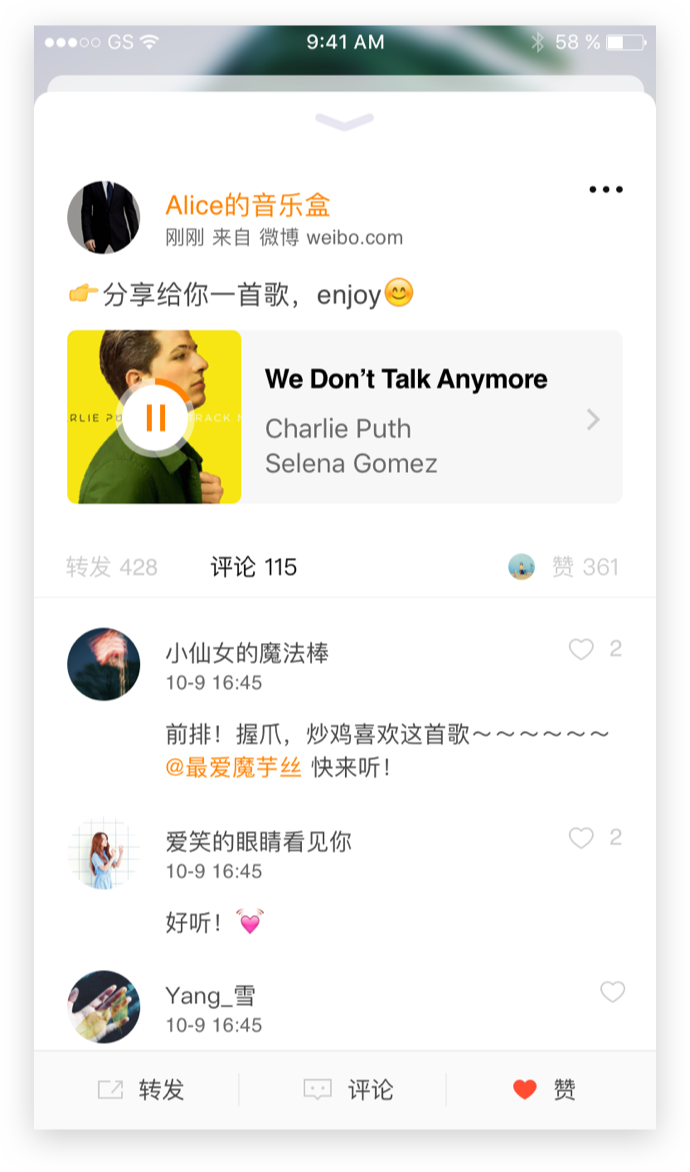 GS 9:41 AM 58 %
Alice的音乐盒
刚刚 来自 微博 weibo.com
👉分享给你一首歌，enjoy😊
We Don’t Talk Anymore
RLIE PU TRACK
Charlie Puth
Selena Gomez
转发 428 评论 115 赞 361
小仙女的魔法棒 2
10-9 16:45
前排！握爪，炒鸡喜欢这首歌～～～～～～
@最爱魔芋丝 快来听！
爱笑的眼睛看见你 2
10-9 16:45
好听！💓
Yang_雪
10-9 16:45
转发 评论 赞